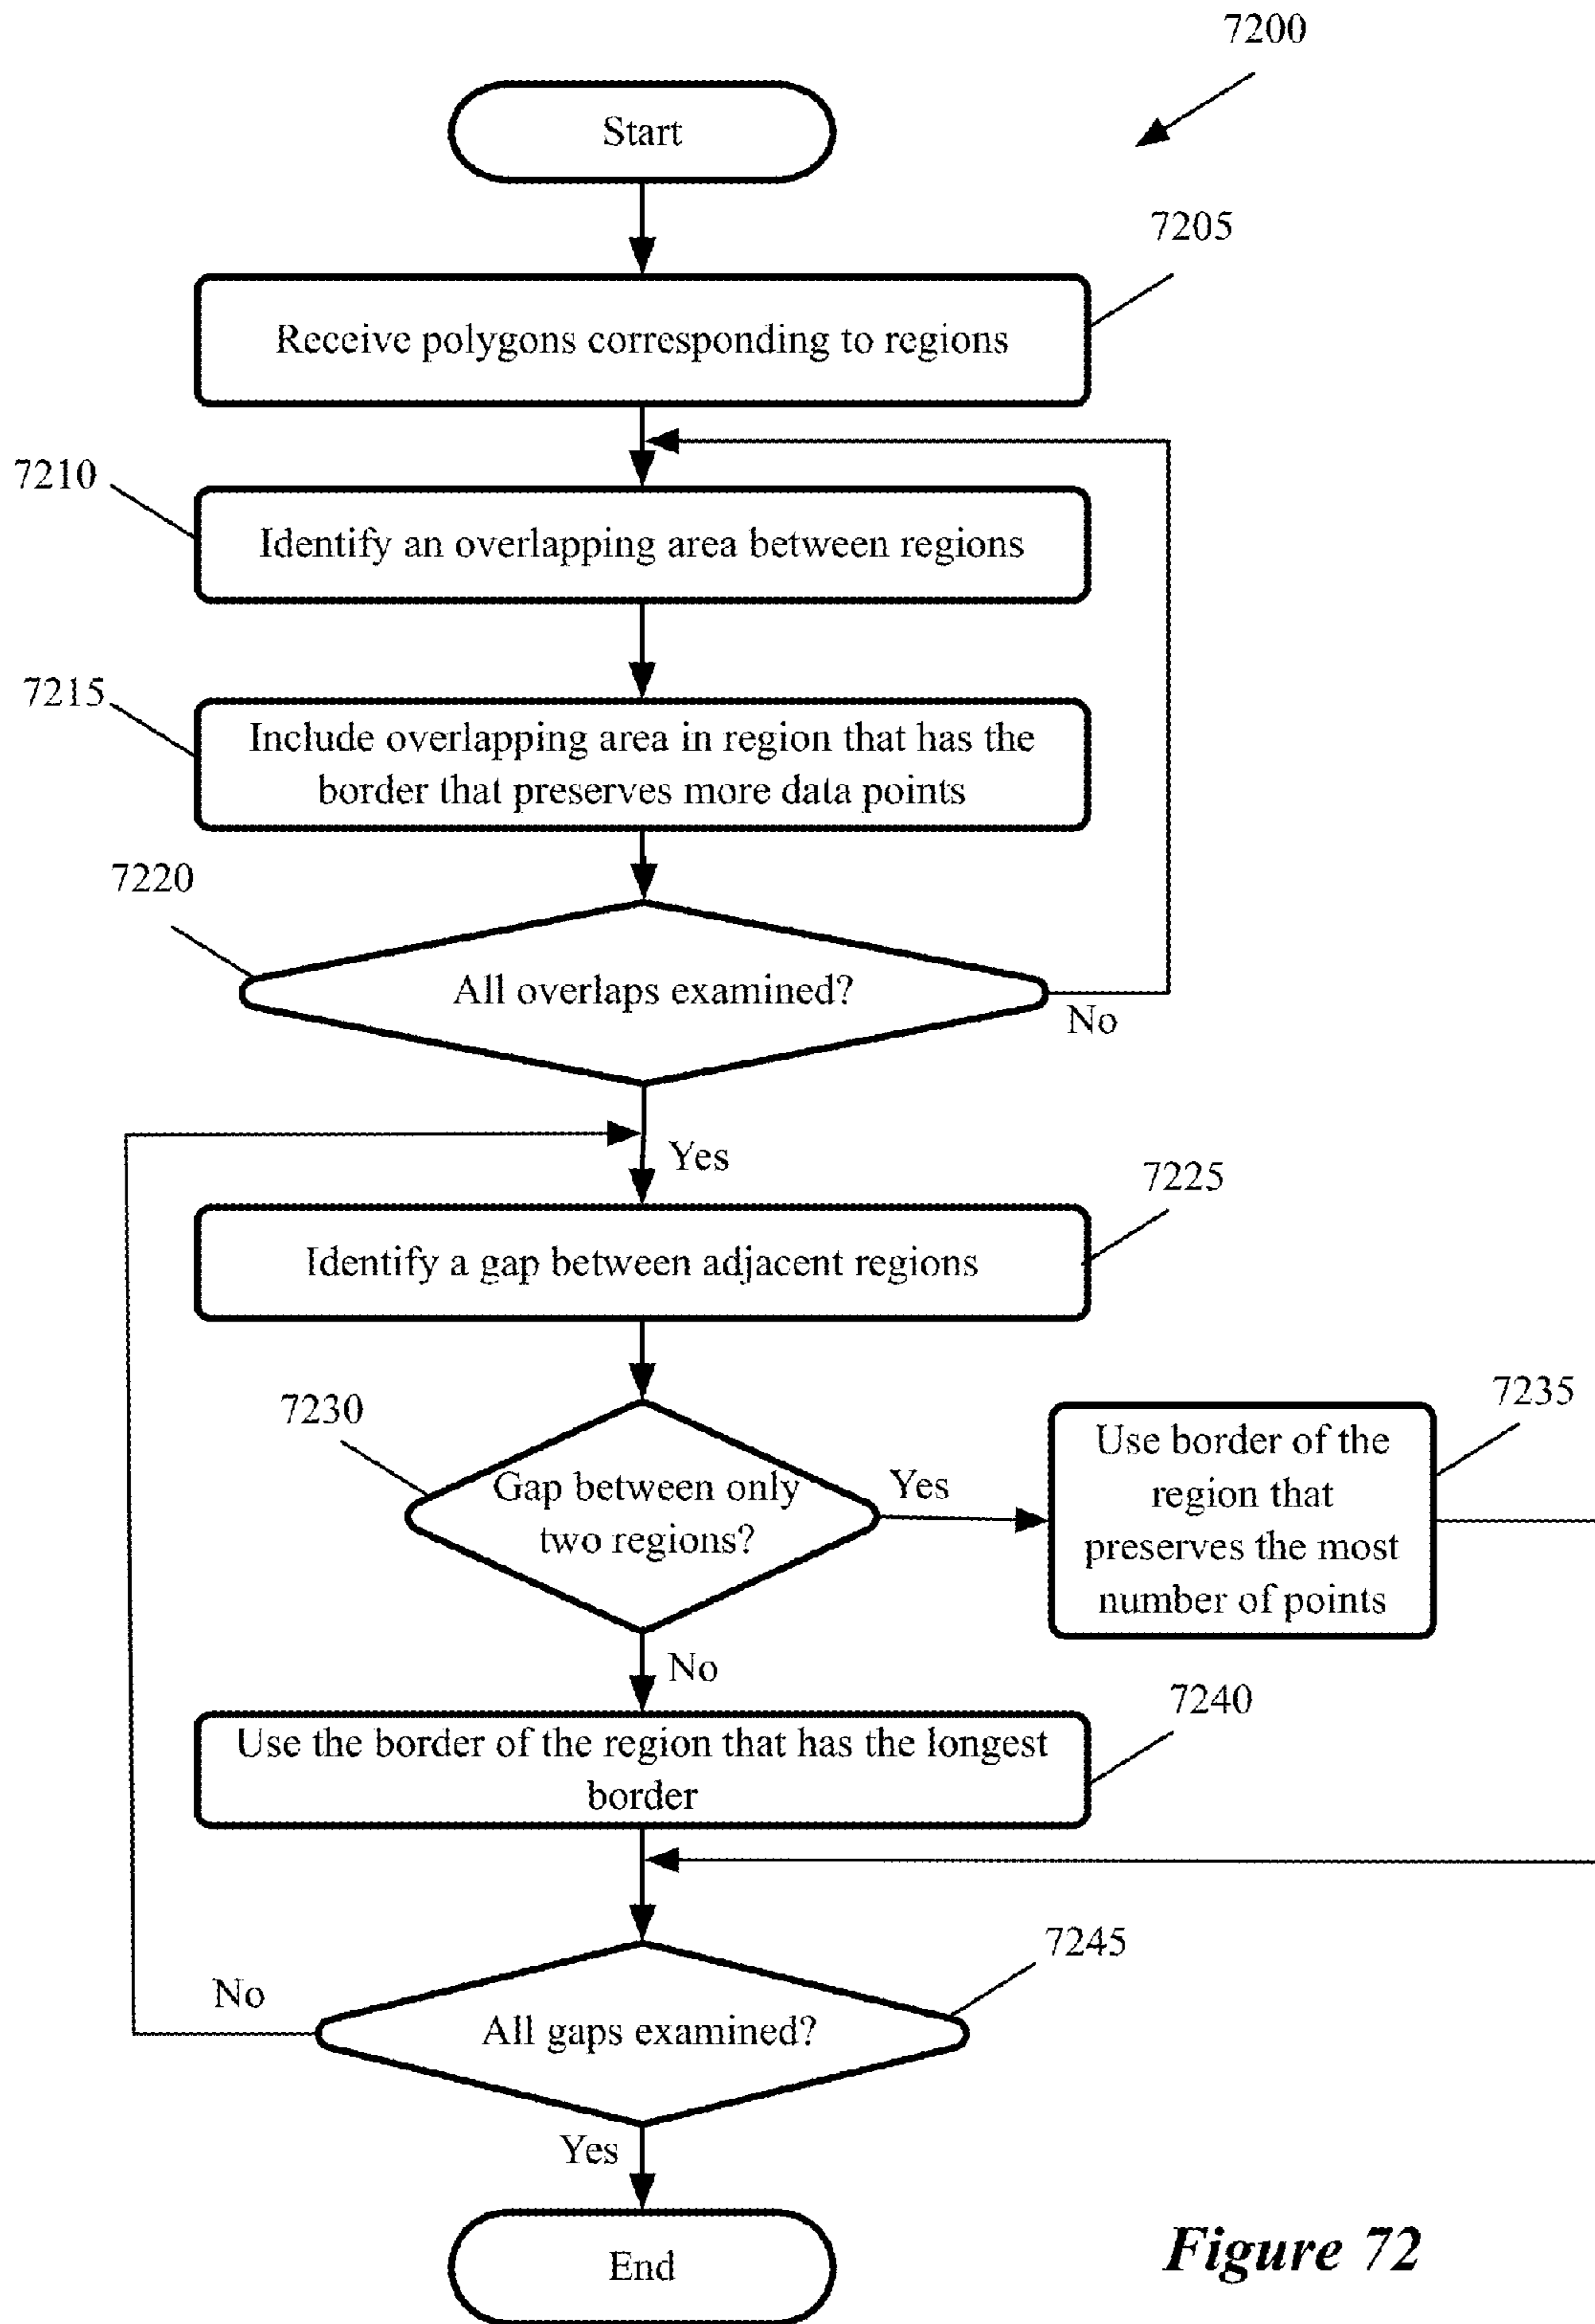 7200
Start
7205
Receive polygons corresponding to regions
7210
Identify an overlapping area between regions
7215
Include overlapping area in region that has the
border that preserves more data points
7220
All overlaps examined?
No
Yes
7225
Identify a gap between adjacent regions
7230
Gap between only
two regions?
Yes
7235
Use border of the
region that
preserves the most
number of points
No
7240
Use the border of the region that has the longest
border
7245
All gaps examined?
No
Yes
End
Figure 72